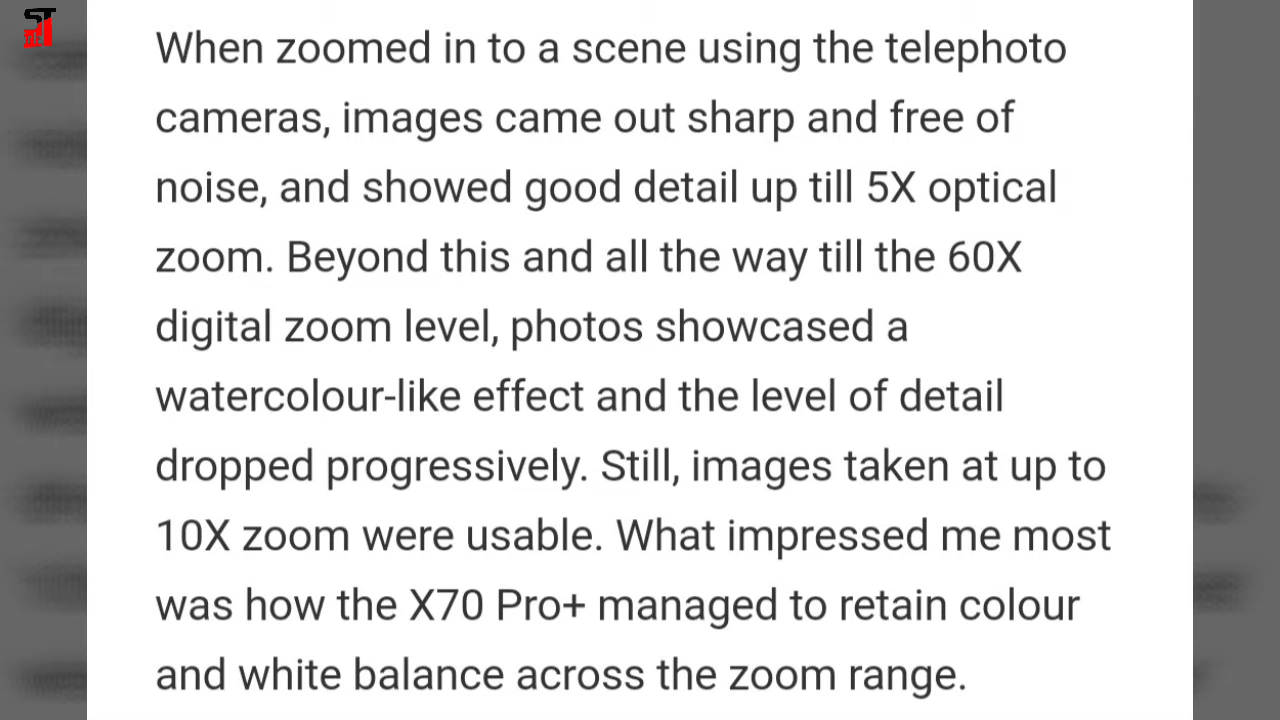 ST
When zoomed in to a scene using the telephoto
cameras, images came out sharp and free of
noise, and showed good detail up till 5X optical
zoom. Beyond this and all the way till the 60X
digital zoom level, photos showcased a
watercolour-like effect and the level of detail
dropped progressively. Still, images taken at up to
10X zoom were usable. What impressed me most
was how the X70 Pro+ managed to retain colour
and white balance across the zoom range.